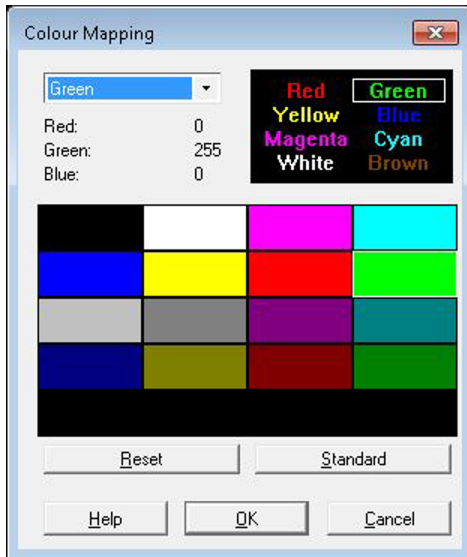 Colour Mapping
Green
Red: 0
Green: 255
Blue: 0
Red Green
Yellow Blue
Magenta Cyan
White Brown
Reset Standard
Help OK Cancel